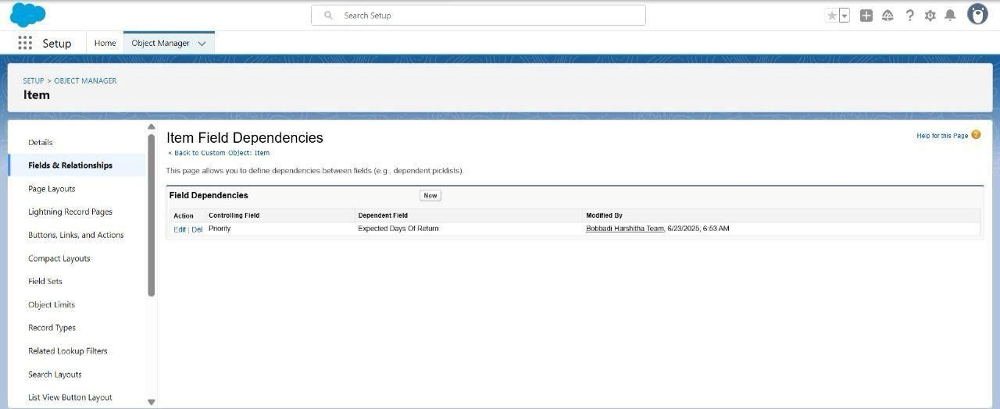 Search Setup
Setup
Home
Object Manager
SETUP > OBJECT MANAGER
Item
Details
Fields & Relationships
Page Layouts
Lightning Record Pages
Buttons, Links, and Actions
Compact Layouts
Field Sets
Object Limits
Record Types
Related Lookup Filters
Search Layouts
List View Button Layout
Item Field Dependencies
Help for this Page ?
« Back to Custom Object: Item
This page allows you to define dependencies between fields (e.g., dependent picklists).
Field Dependencies New
Action Controlling Field Dependent Field Modified By
Edit | Del Priority Expected Days Of Return Bobbadi Harshitha Team, 6/23/2025, 6:53 AM